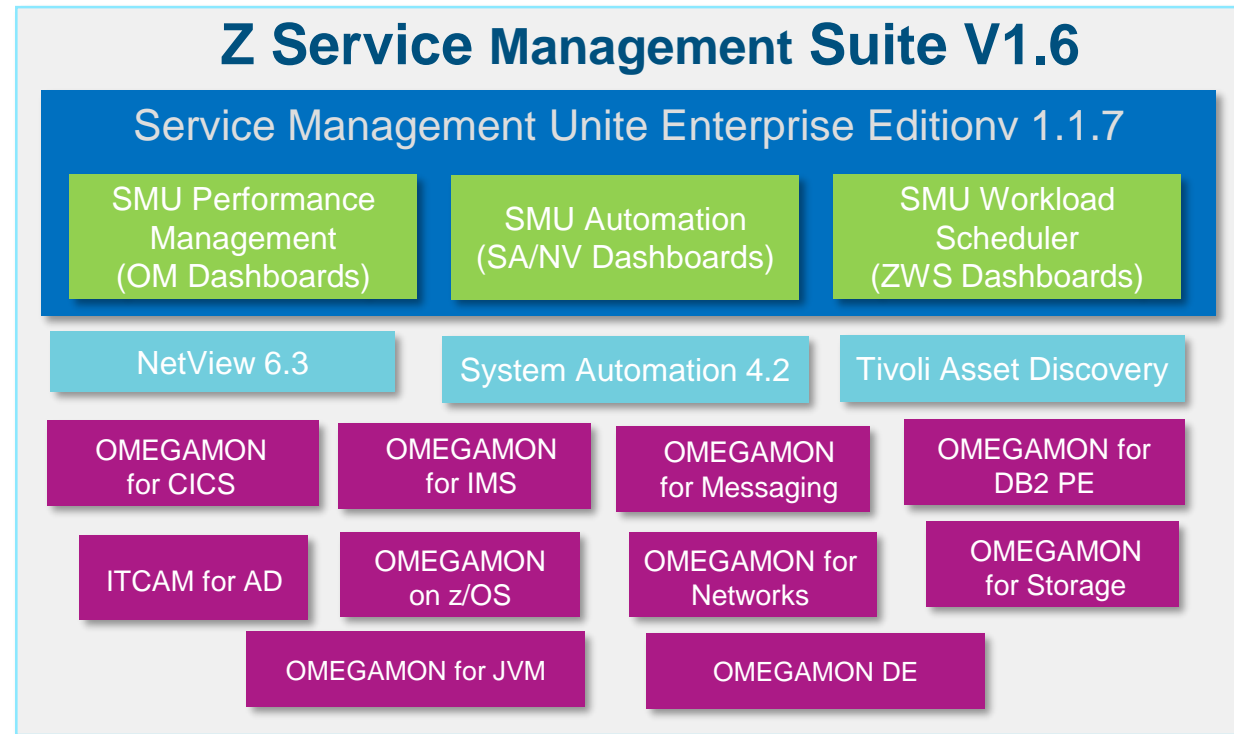 Z Service Management Suite V1.6
Service Management Unite Enterprise Editionv 1.1.7
SMU Performance
Management
(OM Dashboards)
SMU Automation
(SA/NV Dashboards)
SMU Workload
Scheduler
(ZWS Dashboards)
NetView 6.3
System Automation 4.2
Tivoli Asset Discovery
OMEGAMON
for CICS
OMEGAMON
for IMS
OMEGAMON
for Messaging
OMEGAMON for
DB2 PE
ITCAM for AD
OMEGAMON
on z/OS
OMEGAMON for
Networks
OMEGAMON
for Storage
OMEGAMON for JVM
OMEGAMON DE